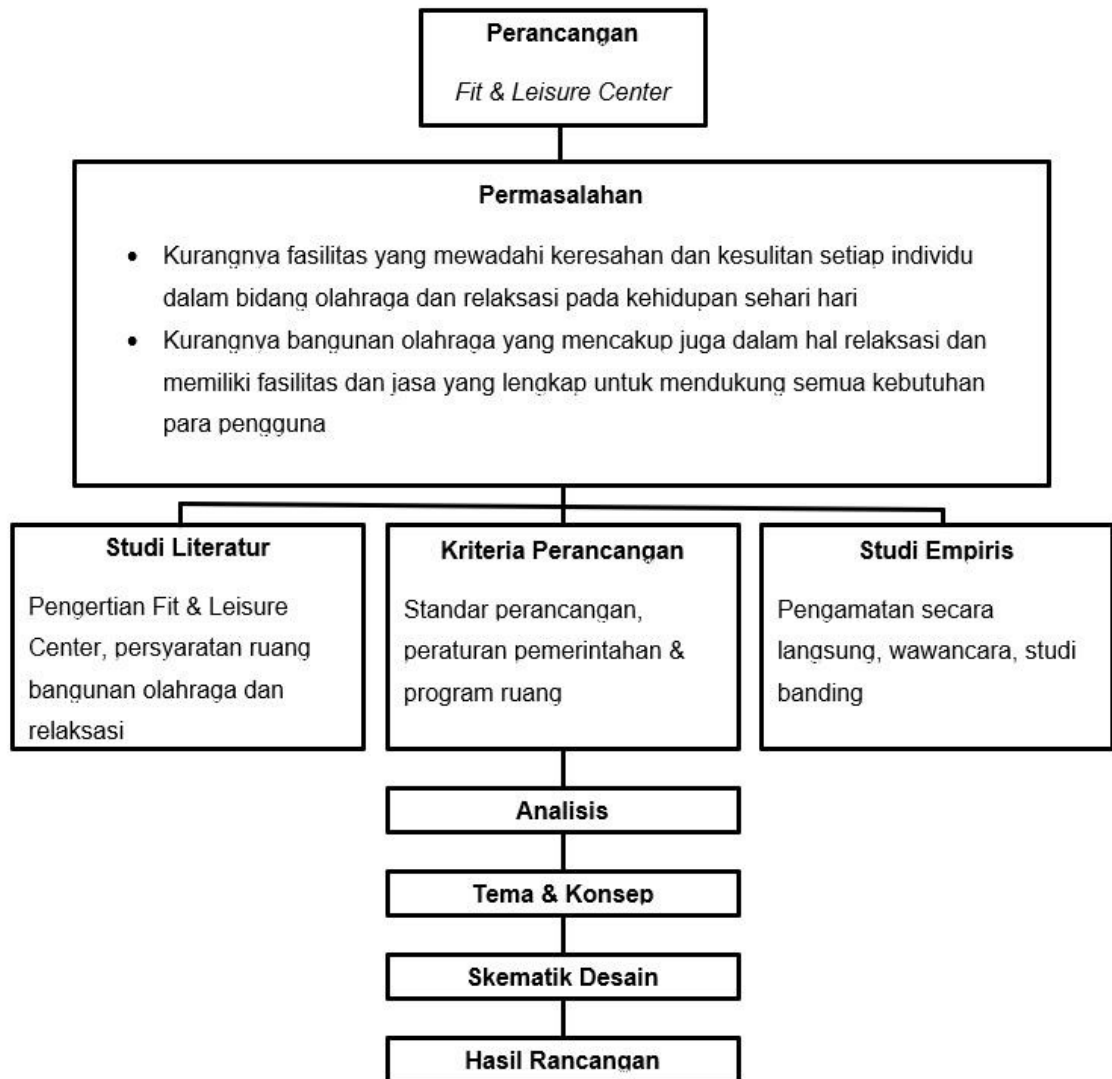 Perancangan
Fit & Leisure Center
Permasalahan
• Kurangnya fasilitas yang mewadahi keresahan dan kesulitan setiap individu
dalam bidang olahraga dan relaksasi pada kehidupan sehari hari
• Kurangnya bangunan olahraga yang mencakup juga dalam hal relaksasi dan
memiliki fasilitas dan jasa yang lengkap untuk mendukung semua kebutuhan
para pengguna
Studi Literatur
Pengertian Fit & Leisure
Center, persyaratan ruang
bangunan olahraga dan
relaksasi
Kriteria Perancangan
Standar perancangan,
peraturan pemerintahan &
program ruang
Studi Empiris
Pengamatan secara
langsung, wawancara, studi
banding
Analisis
Tema & Konsep
Skematik Desain
Hasil Rancangan